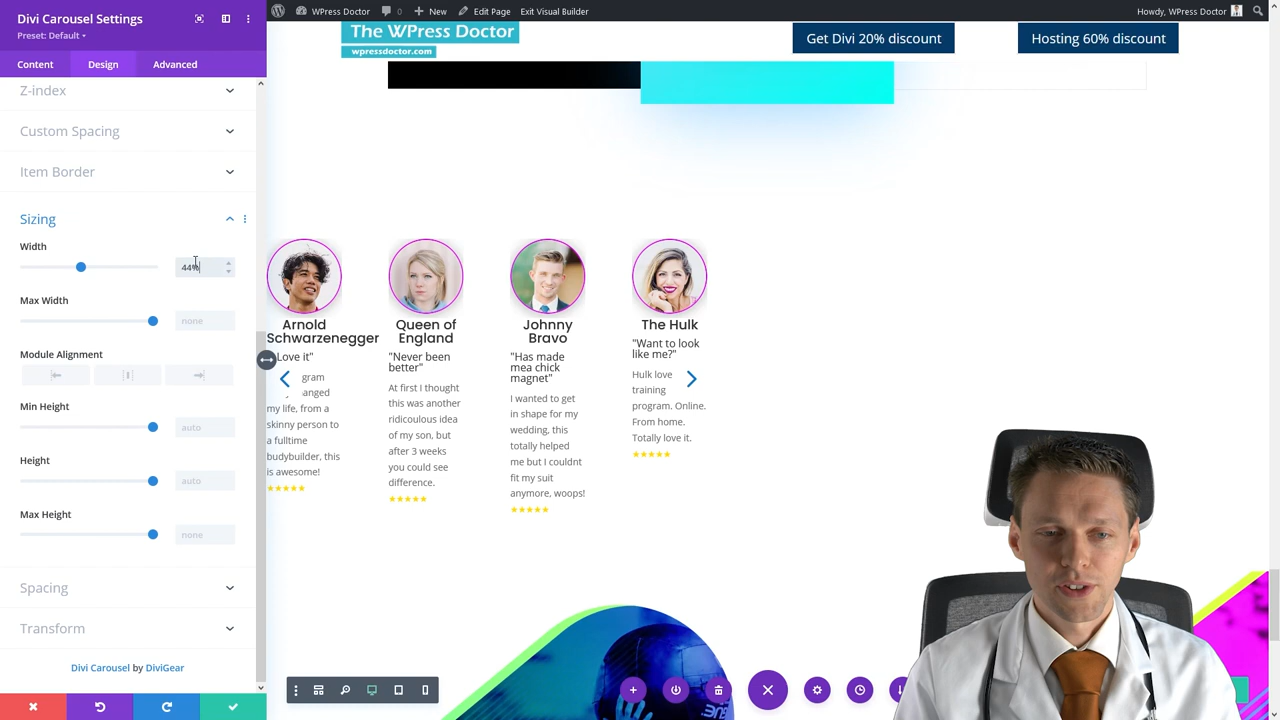 Divi Carousel Settings
Preset: Default
Content
Design
Advanced
Z-index
Custom Spacing
Item Border
Sizing
Width
44%
Max Width
none
Module Alignment
Min Height
auto
Height
auto
Max Height
none
Spacing
Transform
Divi Carousel by DiviGear
WPress Doctor
0
New
Edit Page
Exit Visual Builder
Howdy, WPress Doctor
The WPress Doctor
wpressdoctor.com
Get Divi 20% discount
Hosting 60% discount
Arnold
Schwarzenegger
Love it"
gram
anged
my life, from a
skinny person to
a fulltime
budybuilder, this
is awesome!
Queen of
England
"Never been
better"
At first I thought
this was another
ridicoulous idea
of my son, but
after 3 weeks
you could see
difference.
Johnny
Bravo
"Has made
mea chick
magnet"
I wanted to get
in shape for my
wedding, this
totally helped
me but I couldnt
fit my suit
anymore, woops!
The Hulk
"Want to look
like me?"
Hulk love
training
program. Online.
From home.
Totally love it.